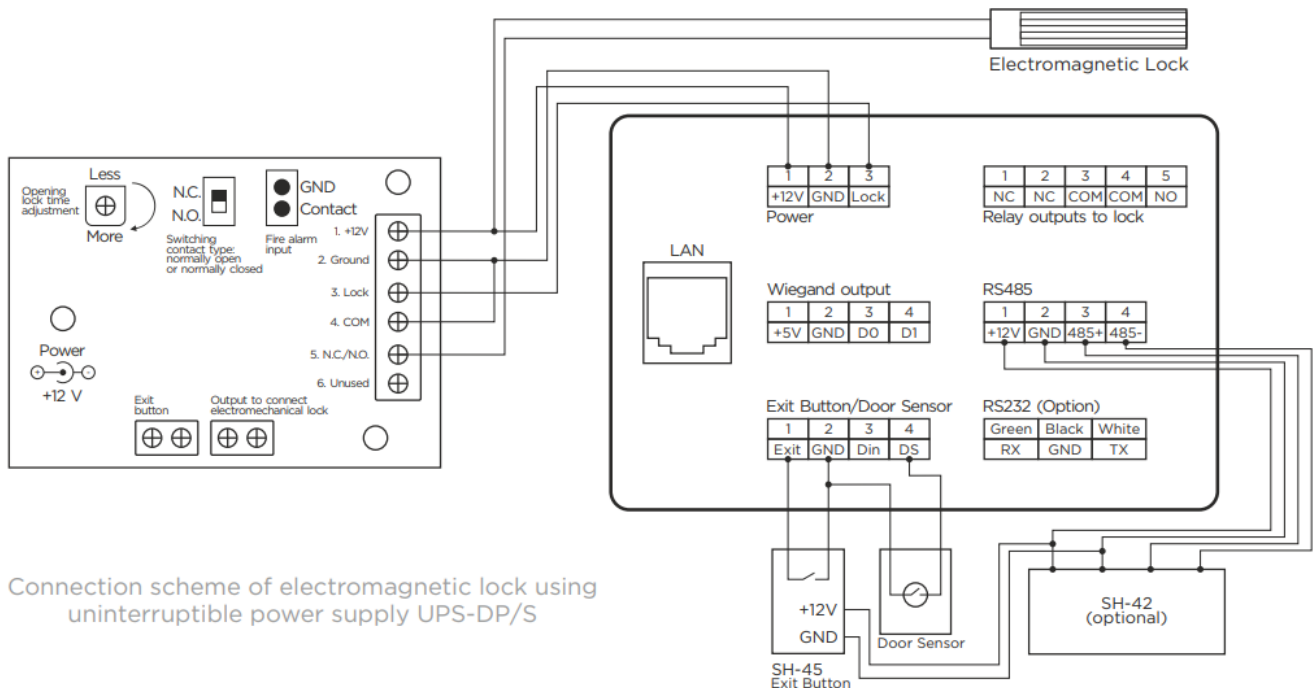 Electromagnetic Lock
Less
Opening
lock time
adjustment
More
N.C.
N.O.
Switching
contact type:
normally open
or normally closed
GND
Contact
Fire alarm
input
1. +12V
2. Ground
3. Lock
4. COM
5. N.C./N.O.
6. Unused
Power
+ -
+12 V
Exit
button
Output to connect
electromechanical lock
1 2 3
+12V GND Lock
Power
1 2 3 4 5
NC NC COM COM NO
Relay outputs to lock
LAN
Wiegand output
1 2 3 4
+5V GND D0 D1
RS485
1 2 3 4
+12V GND 485+ 485-
Exit Button/Door Sensor
1 2 3 4
Exit GND Din DS
RS232 (Option)
Green Black White
RX GND TX
+12V
GND
SH-45
Exit Button
Door Sensor
SH-42
(optional)
Connection scheme of electromagnetic lock using
uninterruptible power supply UPS-DP/S